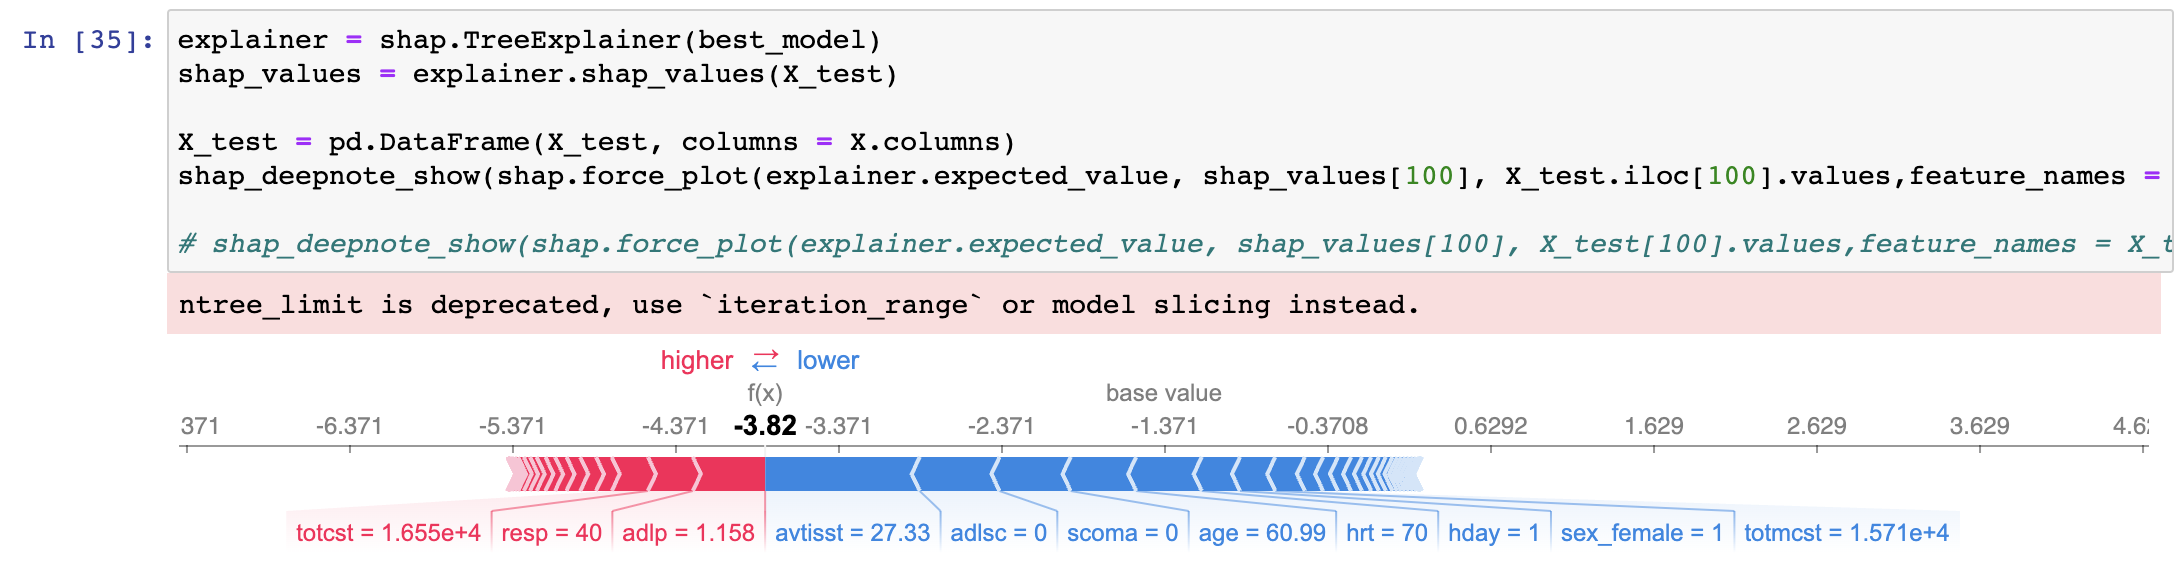 In [35]:
explainer = shap.TreeExplainer(best_model)
shap_values = explainer.shap_values(X_test)
X_test = pd.DataFrame(X_test, columns = X.columns)
shap_deepnote_show(shap.force_plot(explainer.expected_value, shap_values[100], X_test.iloc[100].values,feature_names =
# shap_deepnote_show(shap.force_plot(explainer.expected_value, shap_values[100], X_test[100].values,feature_names = X_t
ntree_limit is deprecated, use `iteration_range` or model slicing instead.
higher ⇄ lower
f(x) base value
371 -6.371 -5.371 -4.371 -3.82 -3.371 -2.371 -1.371 -0.3708 0.6292 1.629 2.629 3.629 4.62
totcst = 1.655e+4 resp = 40 adlp = 1.158 avtisst = 27.33 adlsc = 0 scoma = 0 age = 60.99 hrt = 70 hday = 1 sex_female = 1 totmcst = 1.571e+4